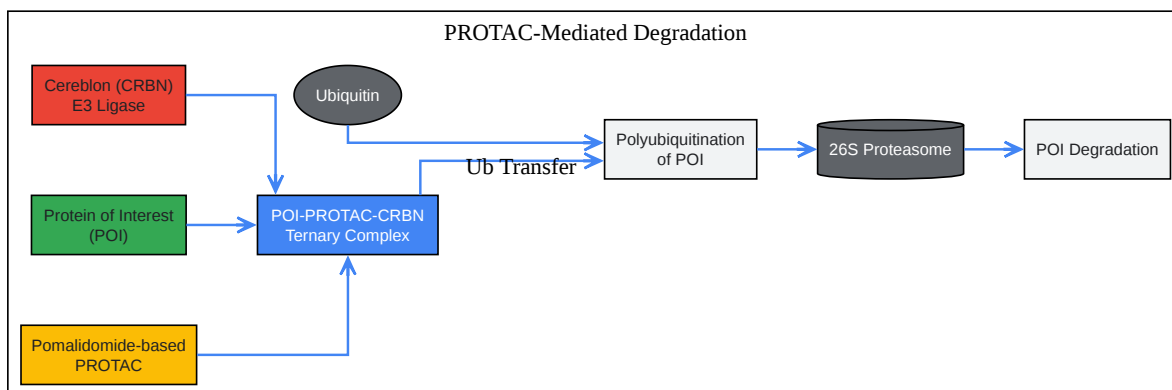 PROTAC-Mediated Degradation
Cereblon (CRBN)
E3 Ligase
Ubiquitin
Polyubiquitination
of POI
26S Proteasome
POI Degradation
Ub Transfer
Protein of Interest
(POI)
POI-PROTAC-CRBN
Ternary Complex
Pomalidomide-based
PROTAC